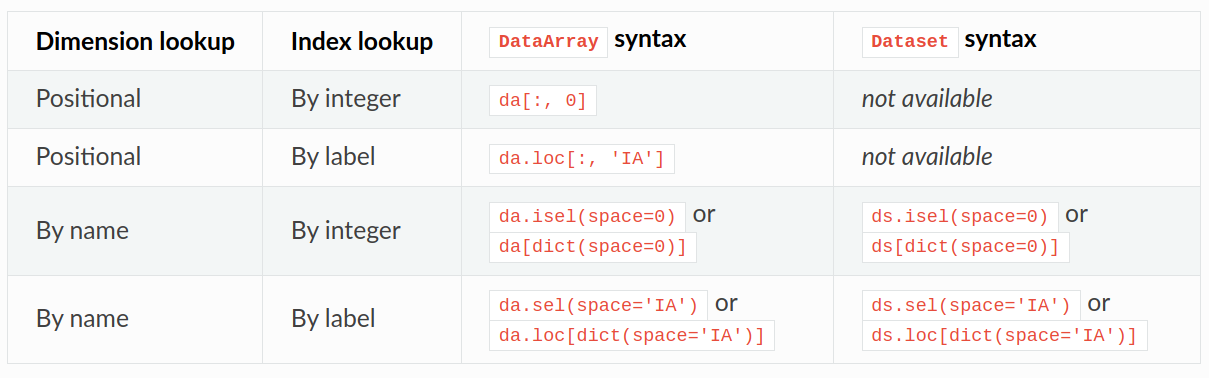 Dimension lookup Index lookup DataArray syntax Dataset syntax
Positional By integer da[:, 0] not available
Positional By label da.loc[:, 'IA'] not available
By name By integer da.isel(space=0) or ds.isel(space=0) or
da[dict(space=0)] ds[dict(space=0)]
By name By label da.sel(space='IA') or ds.sel(space='IA') or
da.loc[dict(space='IA')] ds.loc[dict(space='IA')]